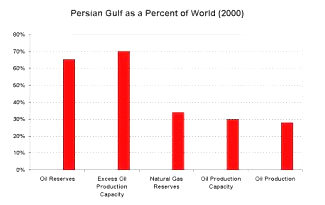 Persian Gulf as a Percent of World (2000)
80%
70%
60%
50%
40%
30%
20%
10%
0%
Oil Reserves
Excess Oil
Production
Capacity
Natural Gas
Reserves
Oil Production
Capacity
Oil Production